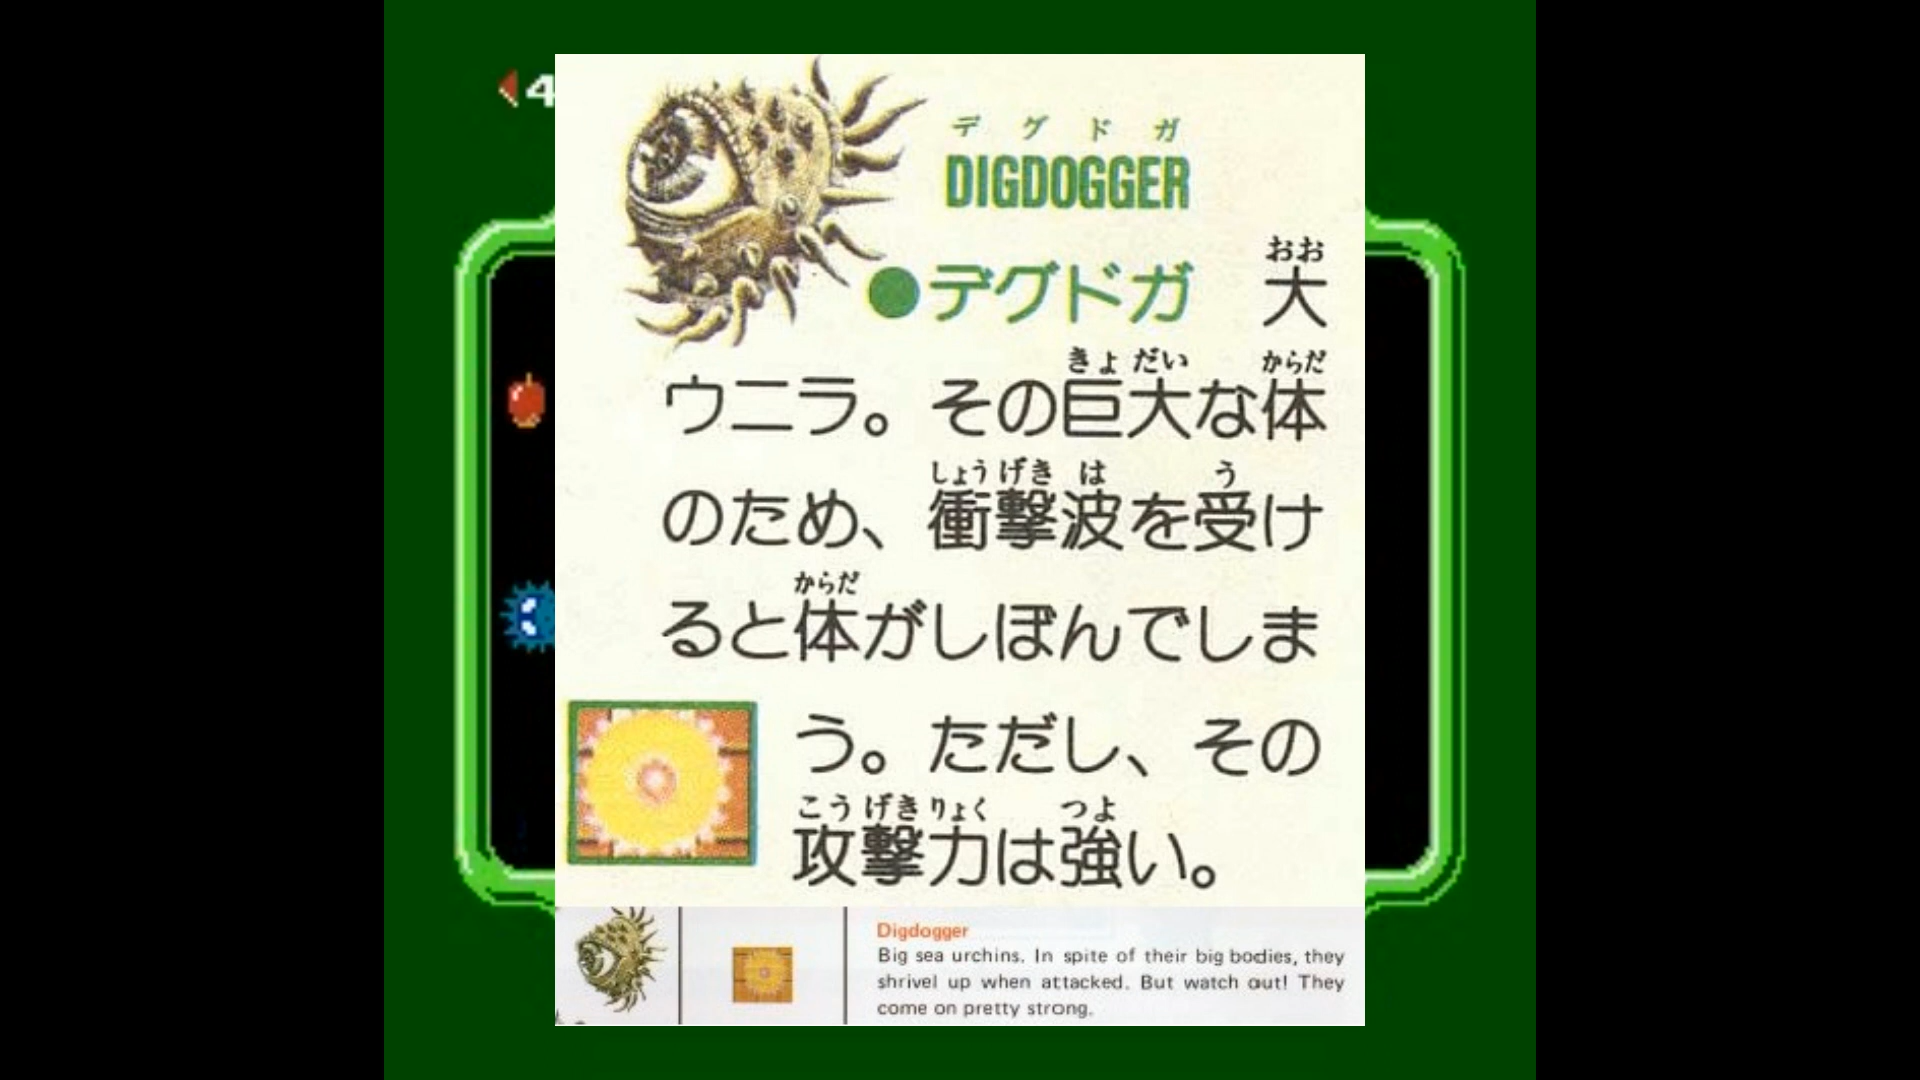 4
デグドガ
DIGDOGGER
●デグドガ 大
おお
きょ だい からだ
ウニラ。その巨大な体
しょう げき は う
のため、衝撃波を受け
からだ
ると体がしぼんでしま
う。ただし、その
こう げき りょく つよ
攻撃力は強い。
Digdogger
Big sea urchins. In spite of their big bodies, they
shrivel up when attacked. But watch out! They
come on pretty strong.